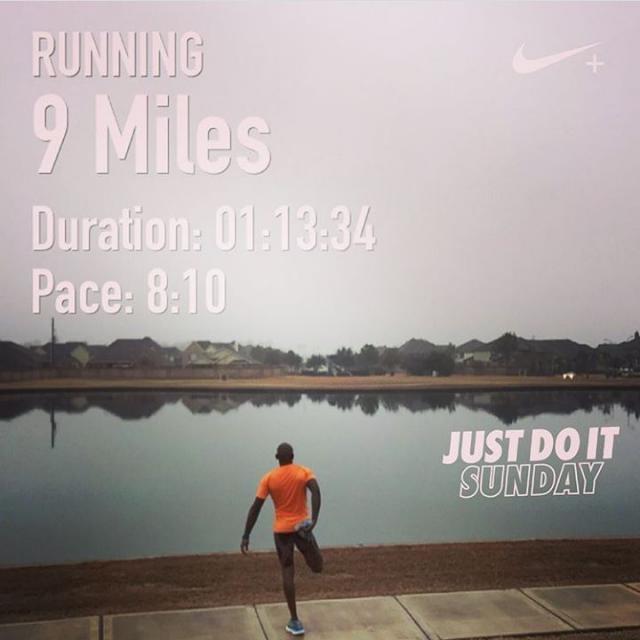 RUNNING
9 Miles
Duration: 01:13:34
Pace: 8:10
+
JUST DO IT
SUNDAY